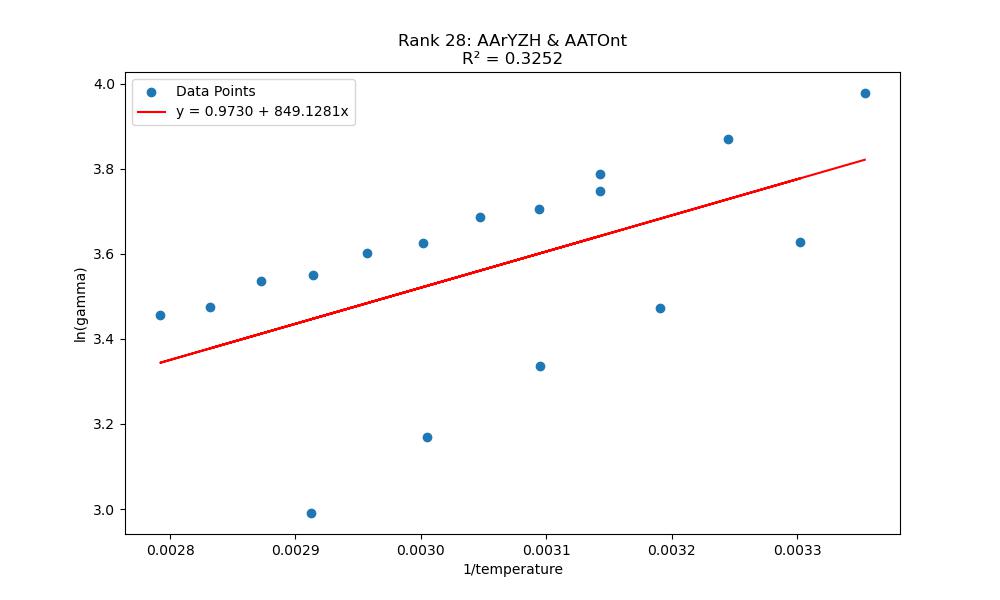 Rank 28: AArYZH & AATOnt
R² = 0.3252
Data Points
y = 0.9730 + 849.1281x
4.0
3.8
3.6
3.4
3.2
3.0
ln(gamma)
0.0028 0.0029 0.0030 0.0031 0.0032 0.0033
1/temperature